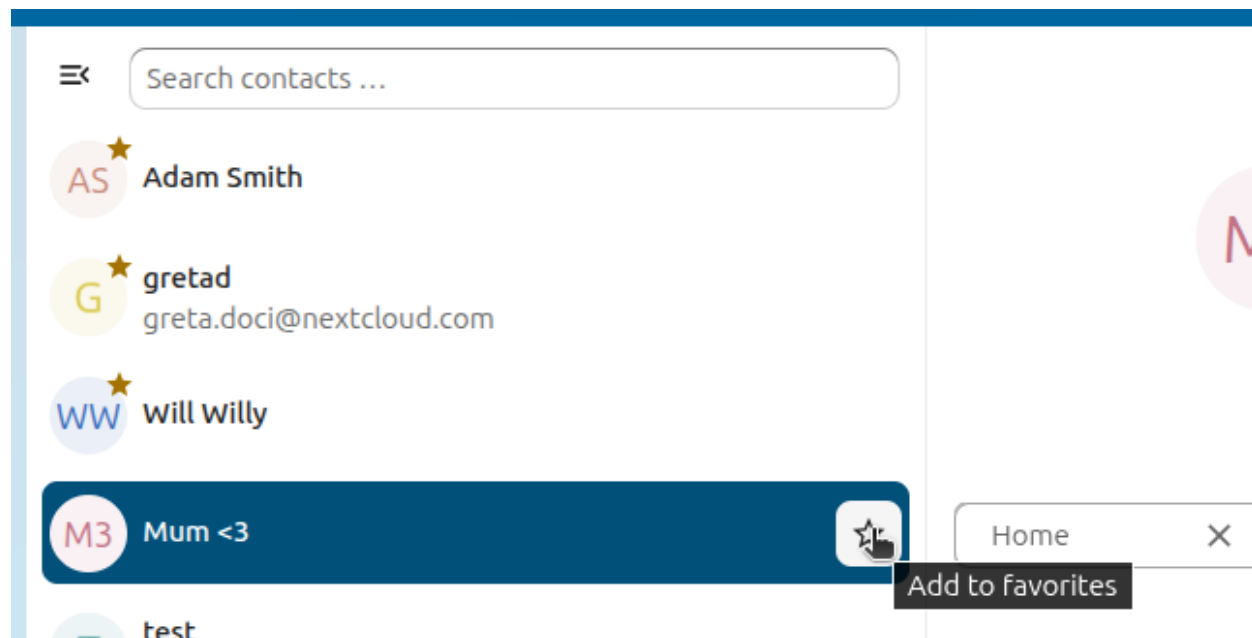 Search contacts ...
AS
Adam Smith
G
gretad
greta.doci@nextcloud.com
WW
Will Willy
M3
Mum <3
Home
Add to favorites
test